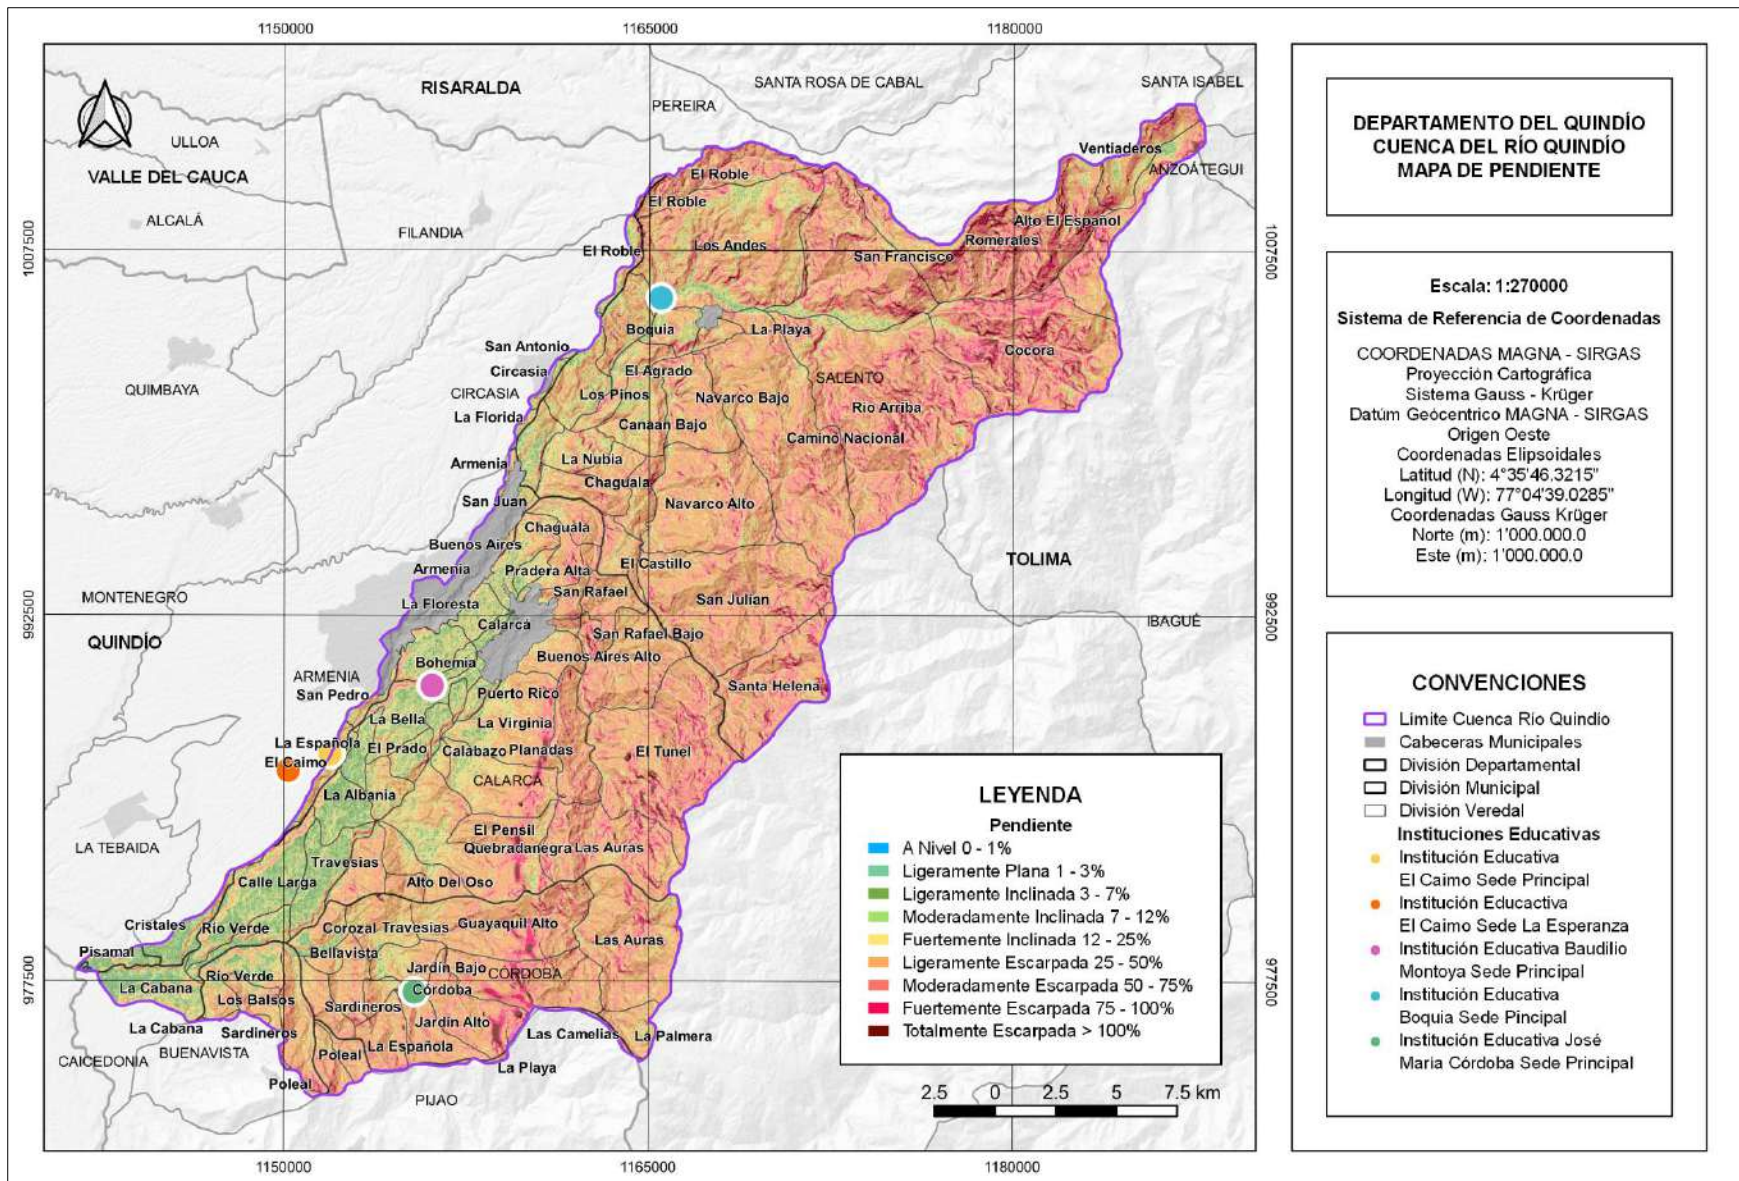 1150000
1165000
1180000
SANTA ROSA DE CABAL
SANTA ISABEL
RISARALDA
PEREIRA
ULLOA
Ventiaderos
VALLE DEL CAUCA
ANZOÁTEGUI
El Roble
El Roble
ALCALÁ
FILANDIA
Alto El Español
Romerales
1007500
El Roble
Los Andes
San Francisco
1007500
Boquia
La Playa
San Antonio
Cocora
Circasia
El Agrado
SALENTO
QUIMBAYA
CIRCASIA
Los Pinos
Navarco Bajo
Rio Arriba
La Florida
Canaan Bajo
Camino Nacional
Armenia
La Nubia
Chaguala
San Juan
Navarco Alto
Chaguala
Buenos Aires
Armenia
Pradera Alta
El Castillo
TOLIMA
MONTENEGRO
San Rafael
La Floresta
San Julian
992500
Calarcá
IBAGUÉ
992500
QUINDÍO
San Rafael Bajo
Bohemia
Buenos Aires Alto
ARMENIA
San Pedro
Puerto Rico
Santa Helena
La Bella
La Virginia
La Española
El Prado
Calabazo
Planadas
El Tunel
El Caimo
CALARCA
La Albania
El Pensil
LA TEBAIDA
Quebradanegra
Las Auras
Travesias
Calle Larga
Alto Del Oso
Cristales
Río Verde
Corozal
Travesias
Guayaquil Alto
Las Auras
Pisamal
Bellavista
977500
Río Verde
Jardín Bajo
CÓRDOBA
977500
La Cabana
Córdoba
Los Balsos
Sardineros
Jardín Alto
La Cabana
Sardineros
Las Camelias
La Palmera
CAICEDONIA
BUENAVISTA
Poleal
La Española
La Playa
Poleal
PIJAO
LEYENDA
Pendiente
A Nivel 0 - 1%
Ligeramente Plana 1 - 3%
Ligeramente Inclinada 3 - 7%
Moderadamente Inclinada 7 - 12%
Fuertemente Inclinada 12 - 25%
Ligeramente Escarpada 25 - 50%
Moderadamente Escarpada 50 - 75%
Fuertemente Escarpada 75 - 100%
Totalmente Escarpada > 100%
2.5 0 2.5 5 7.5 km
1150000
1165000
1180000
DEPARTAMENTO DEL QUINDÍO
CUENCA DEL RÍO QUINDÍO
MAPA DE PENDIENTE
Escala: 1:270000
Sistema de Referencia de Coordenadas
COORDENADAS MAGNA - SIRGAS
Proyección Cartográfica
Sistema Gauss - Krüger
Datúm Geócentrico MAGNA - SIRGAS
Origen Oeste
Coordenadas Elipsoidales
Latitud (N): 4°35'46.3215"
Longitud (W): 77°04'39.0285"
Coordenadas Gauss Krüger
Norte (m): 1'000.000.0
Este (m): 1'000.000.0
CONVENCIONES
Límite Cuenca Río Quindío
Cabeceras Municipales
División Departamental
División Municipal
División Veredal
Instituciones Educativas
Institución Educativa
El Caimo Sede Principal
Institución Eductactiva
El Caimo Sede La Esperanza
Institución Educativa Baudilio
Montoya Sede Principal
Institución Educativa
Boquia Sede Pincipal
Institución Educativa José
María Córdoba Sede Principal